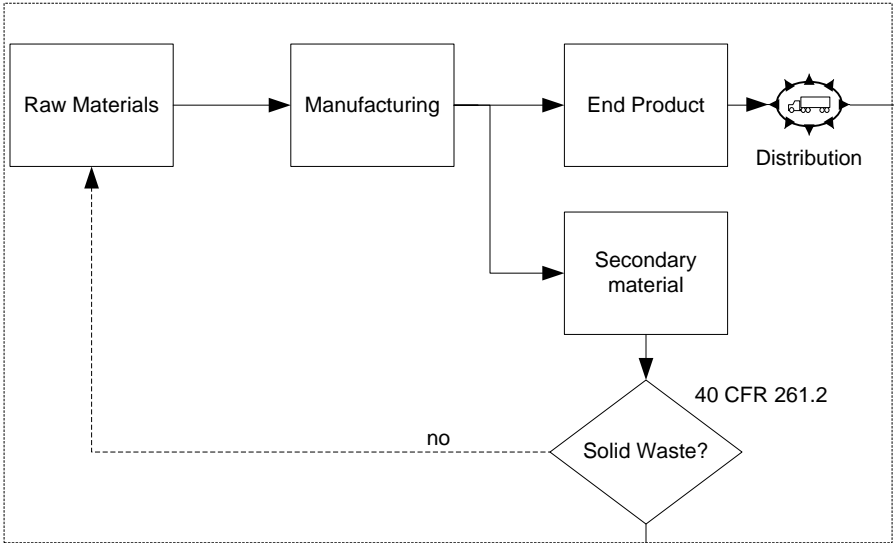 Raw Materials
Manufacturing
End Product
Distribution
Secondary
material
40 CFR 261.2
no
Solid Waste?